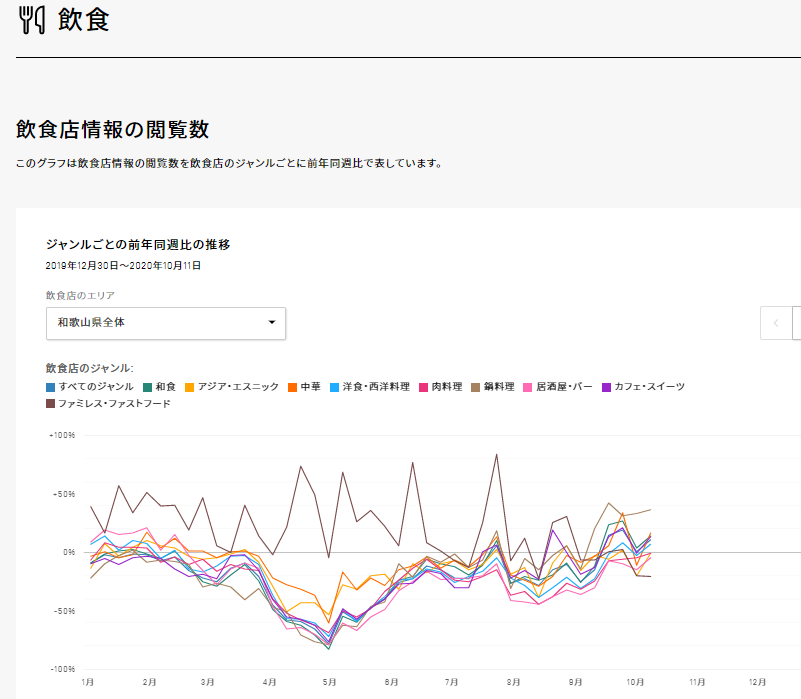 飲食
飲食店情報の閲覧数
このグラフは飲食店情報の閲覧数を飲食店のジャンルごとに前年同週比で表しています。
ジャンルごとの前年同週比の推移
2019年12月30日〜2020年10月11日
飲食店のエリア
和歌山県全体
飲食店のジャンル:
すべてのジャンル 和食 アジア・エスニック 中華 洋食・西洋料理 肉料理 鍋料理 居酒屋・バー カフェ・スイーツ
ファミレス・ファストフード
+100%
+50%
0%
-50%
-100%
1月 2月 3月 4月 5月 6月 7月 8月 9月 10月 11月 12月